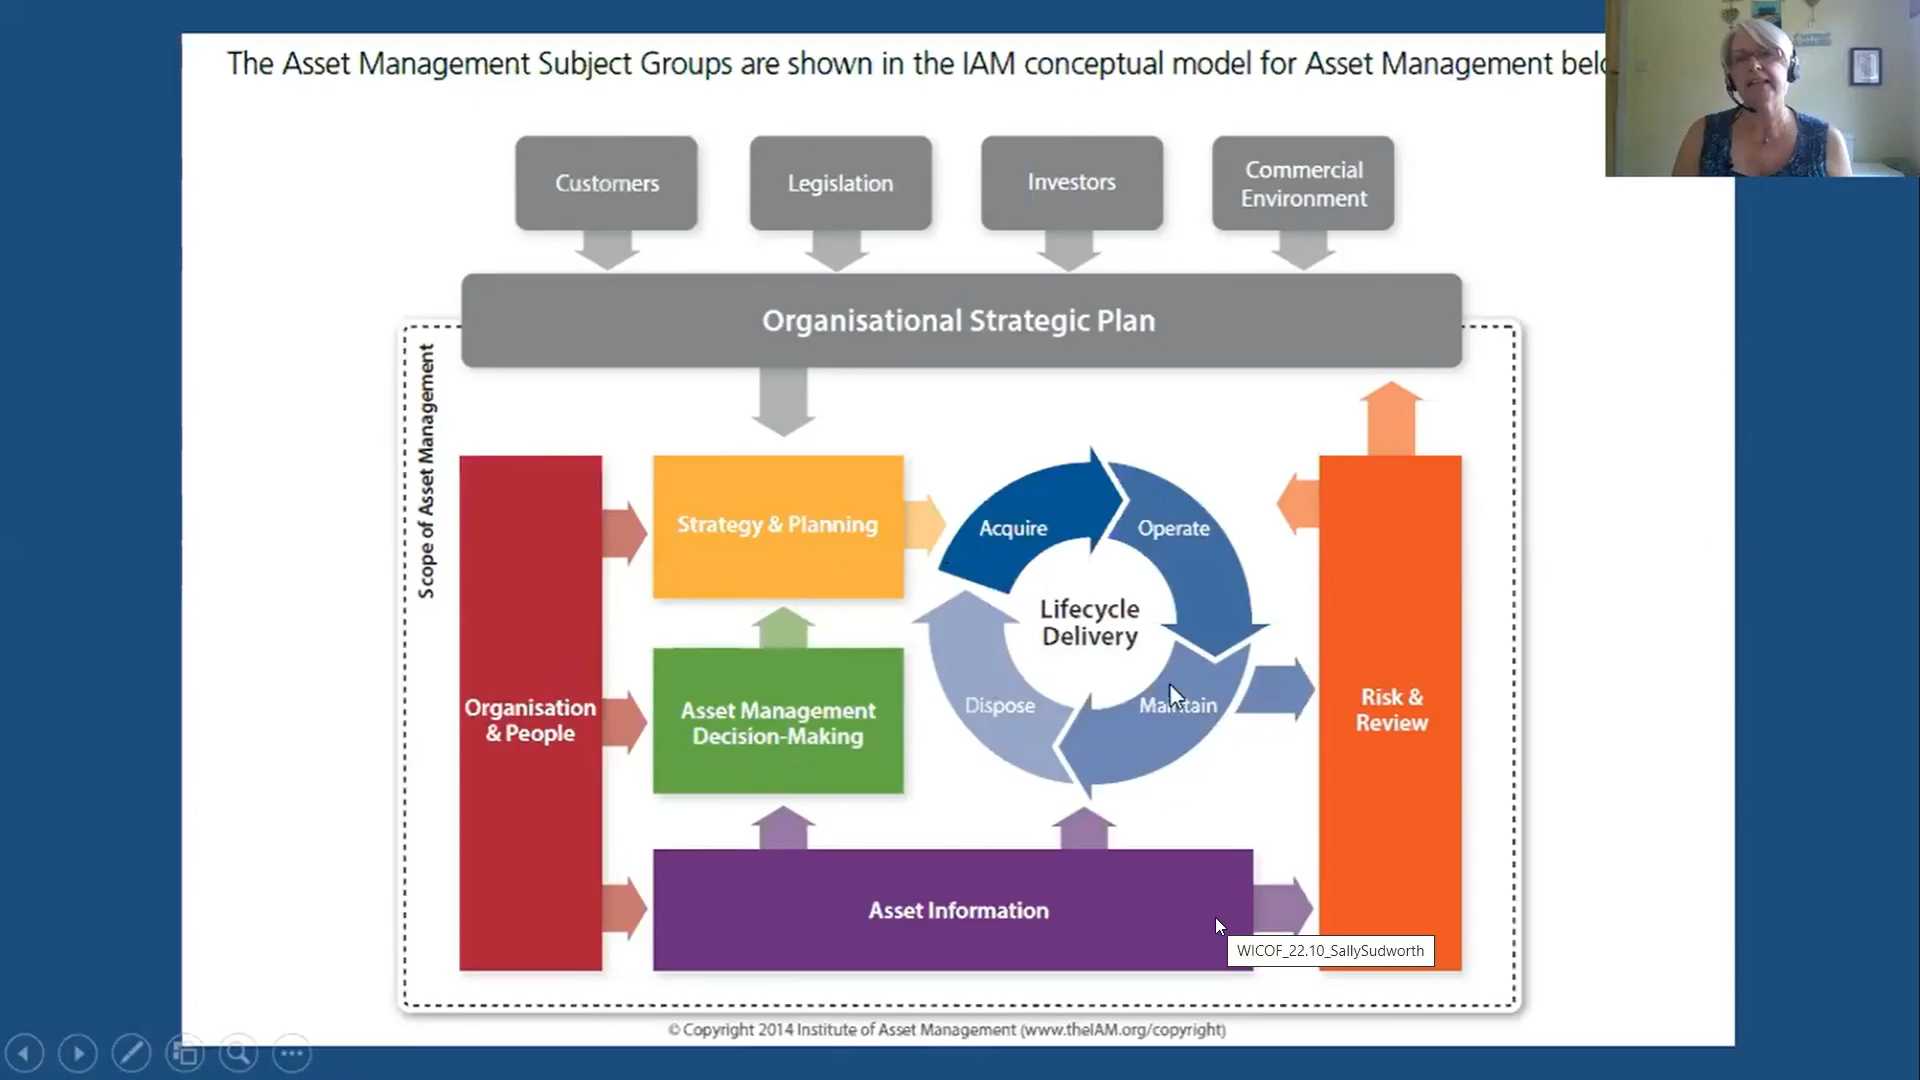 The Asset Management Subject Groups are shown in the IAM conceptual model for Asset Management
Customers
Legislation
Investors
Commercial
Environment
Organisational Strategic Plan
Scope of Asset Management
Strategy & Planning
Acquire
Operate
Lifecycle
Delivery
Organisation
& People
Asset Management
Decision-Making
Dispose
Maintain
Risk &
Review
Asset Information
WICOF_22.10_SallySudworth
© Copyright 2014 Institute of Asset Management (www.theIAM.org/copyright)